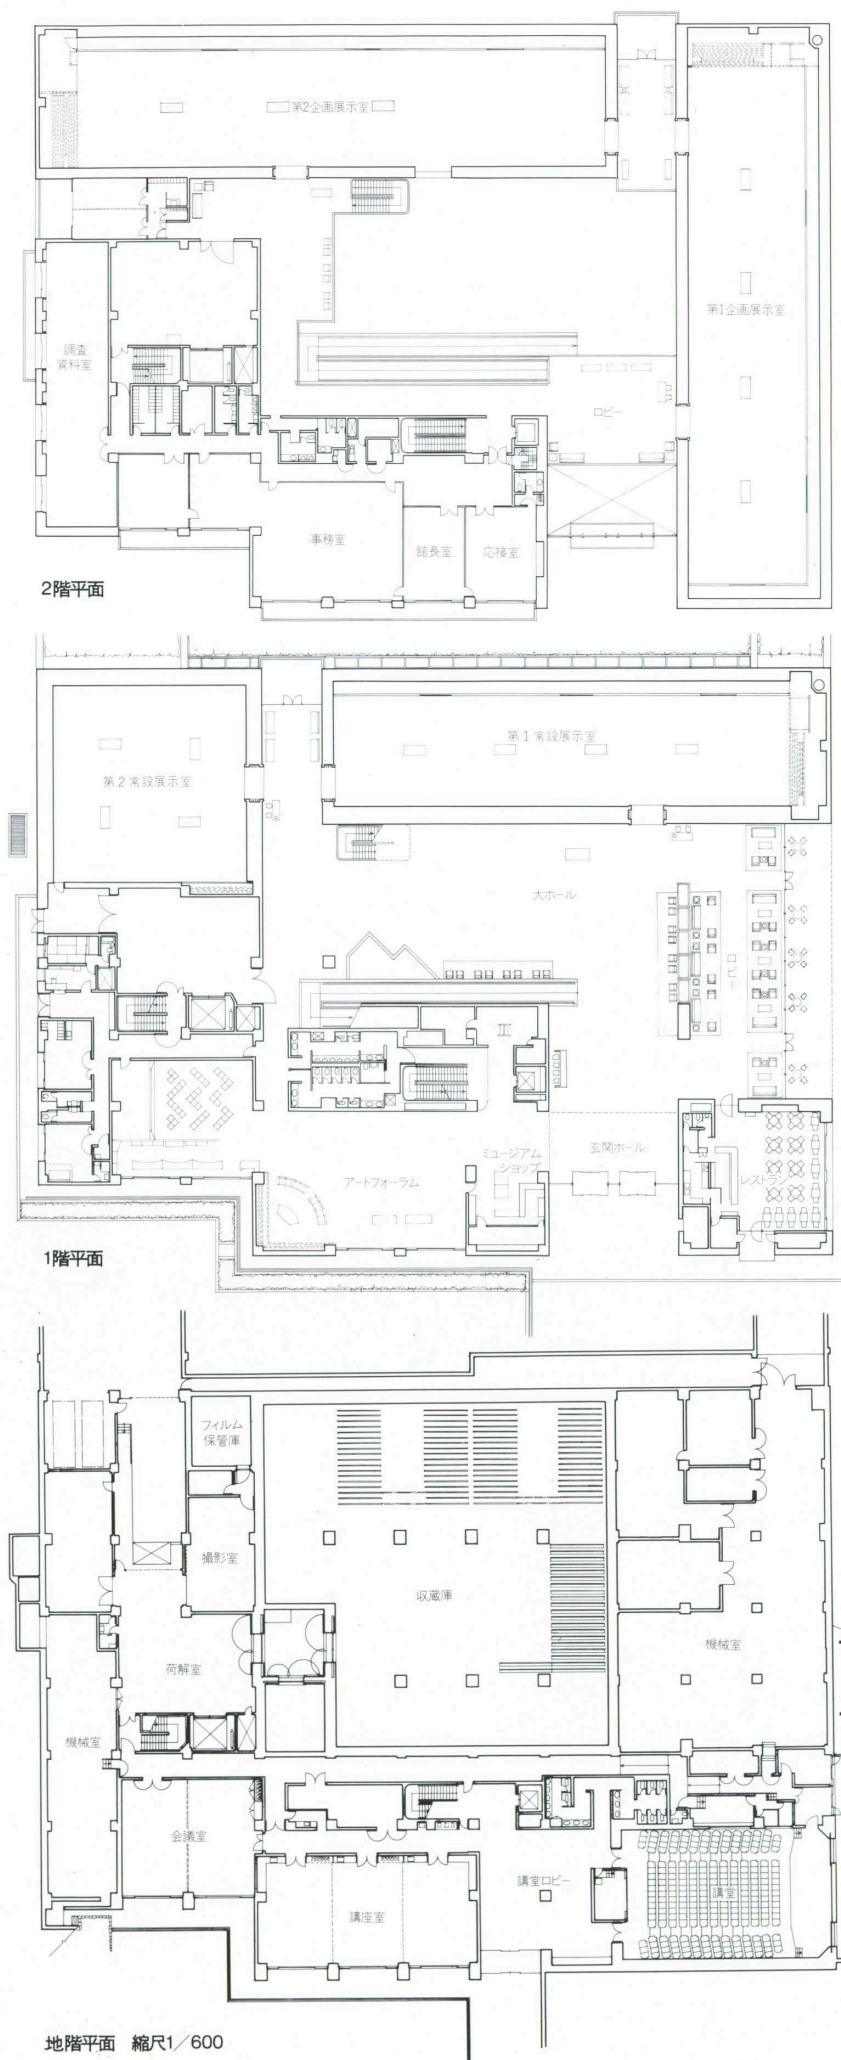 第2企画展示室
第1企画展示室
調査
資料室
ロビー
事務室
館長室
応接室
2階平面
第1常設展示室
第2常設展示室
大ホール
ロビー
ミュージアム
ショップ
玄関ホール
アートフォーラム
レストラン
1階平面
フィルム
保管庫
撮影室
収蔵庫
荷解室
機械室
機械室
会議室
講座室
講堂ロビー
講堂
地階平面 縮尺1/600